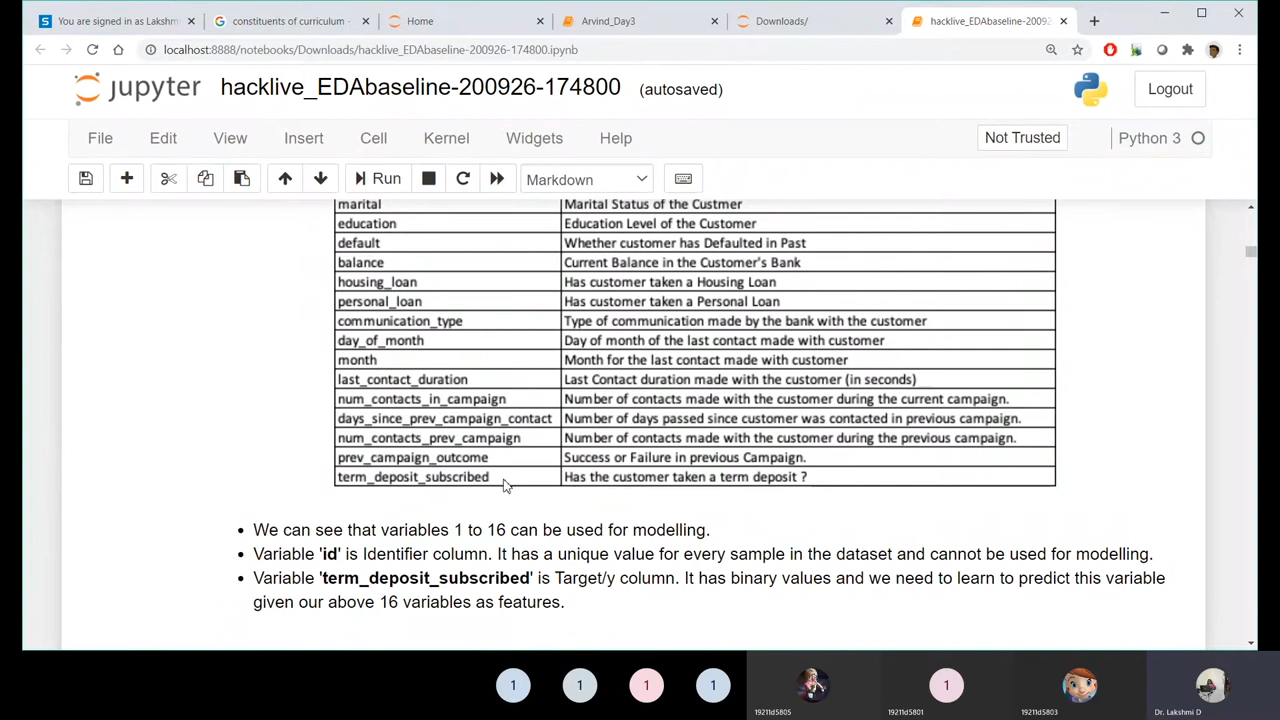 You are signed in as Lakshm
constituents of curriculum -
Home
Arvind_Day3
Downloads/
hacklive_EDAbaseline-20092
localhost:8888/notebooks/Downloads/hacklive_EDAbaseline-200926-174800.ipynb
jupyter hacklive_EDAbaseline-200926-174800 (autosaved)
Logout
File Edit View Insert Cell Kernel Widgets Help
Not Trusted
Python 3
Run
Markdown
marital Marital Status of the Custmer
education Education Level of the Customer
default Whether customer has Defaulted in Past
balance Current Balance in the Customer's Bank
housing_loan Has customer taken a Housing Loan
personal_loan Has customer taken a Personal Loan
communication_type Type of communication made by the bank with the customer
day_of_month Day of month of the last contact made with customer
month Month for the last contact made with customer
last_contact_duration Last Contact duration made with the customer (in seconds)
num_contacts_in_campaign Number of contacts made with the customer during the current campaign.
days_since_prev_campaign_contact Number of days passed since customer was contacted in previous campaign.
num_contacts_prev_campaign Number of contacts made with the customer during the previous campaign.
prev_campaign_outcome Success or Failure in previous Campaign.
term_deposit_subscribed Has the customer taken a term deposit ?
• We can see that variables 1 to 16 can be used for modelling.
• Variable 'id' is Identifier column. It has a unique value for every sample in the dataset and cannot be used for modelling.
• Variable 'term_deposit_subscribed' is Target/y column. It has binary values and we need to learn to predict this variable
given our above 16 variables as features.
1 1 1 1 1
19211d5805 19211d5801 19211d5803 Dr. Lakshmi D